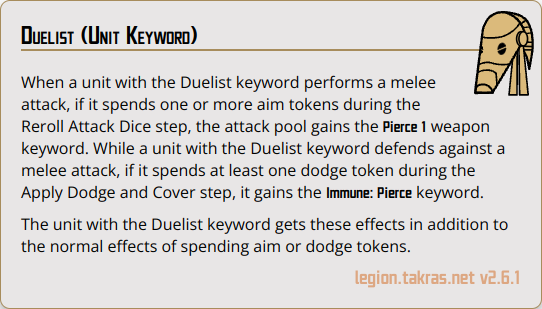 Duelist (Unit Keyword)
When a unit with the Duelist keyword performs a melee
attack, if it spends one or more aim tokens during the
Reroll Attack Dice step, the attack pool gains the Pierce 1 weapon
keyword. While a unit with the Duelist keyword defends against a
melee attack, if it spends at least one dodge token during the
Apply Dodge and Cover step, it gains the Immune: Pierce keyword.
The unit with the Duelist keyword gets these effects in addition to
the normal effects of spending aim or dodge tokens.
legion.takras.net v2.6.1